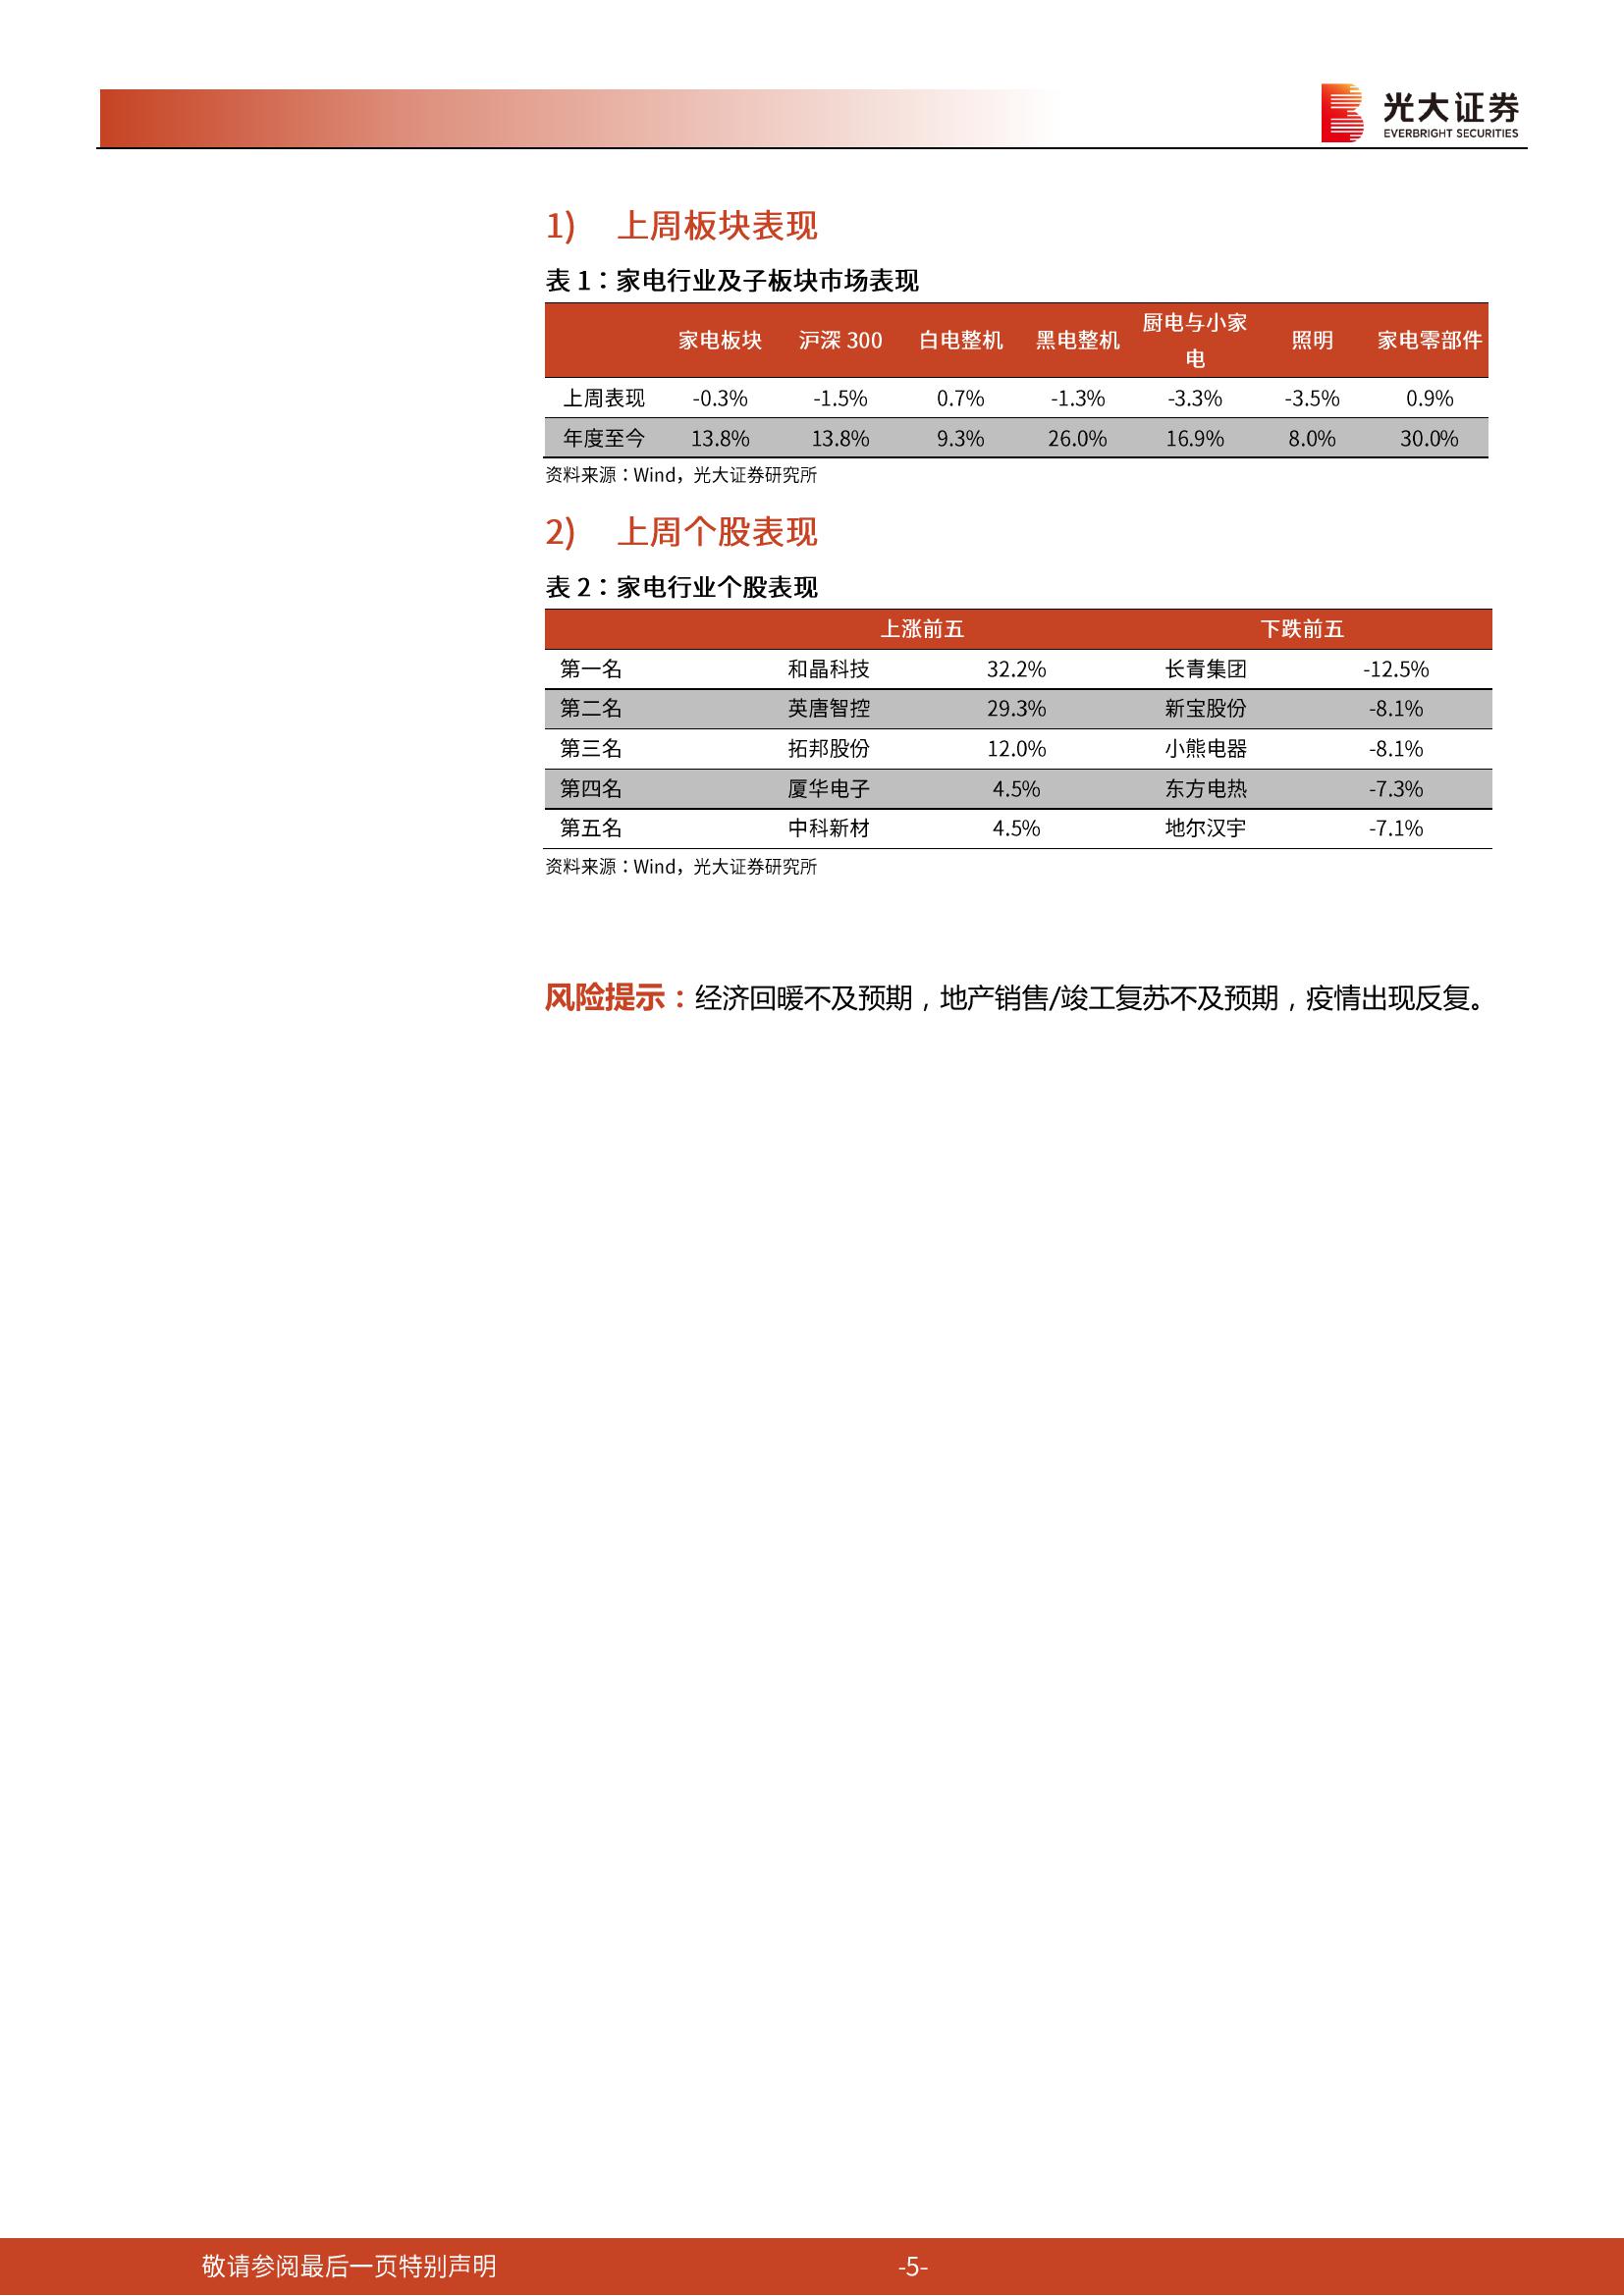 光大证券
EVERBRIGHT SECURITIES
1) 上周板块表现
表 1：家电行业及子板块市场表现
家电板块 沪深 300 白电整机 黑电整机 厨电与小家电 照明 家电零部件
上周表现 -0.3% -1.5% 0.7% -1.3% -3.3% -3.5% 0.9%
年度至今 13.8% 13.8% 9.3% 26.0% 16.9% 8.0% 30.0%
资料来源：Wind，光大证券研究所
2) 上周个股表现
表 2：家电行业个股表现
上涨前五 下跌前五
第一名 和晶科技 32.2% 长青集团 -12.5%
第二名 英唐智控 29.3% 新宝股份 -8.1%
第三名 拓邦股份 12.0% 小熊电器 -8.1%
第四名 厦华电子 4.5% 东方电热 -7.3%
第五名 中科新材 4.5% 地尔汉宇 -7.1%
资料来源：Wind，光大证券研究所
风险提示：经济回暖不及预期，地产销售/竣工复苏不及预期，疫情出现反复。
敬请参阅最后一页特别声明 -5-